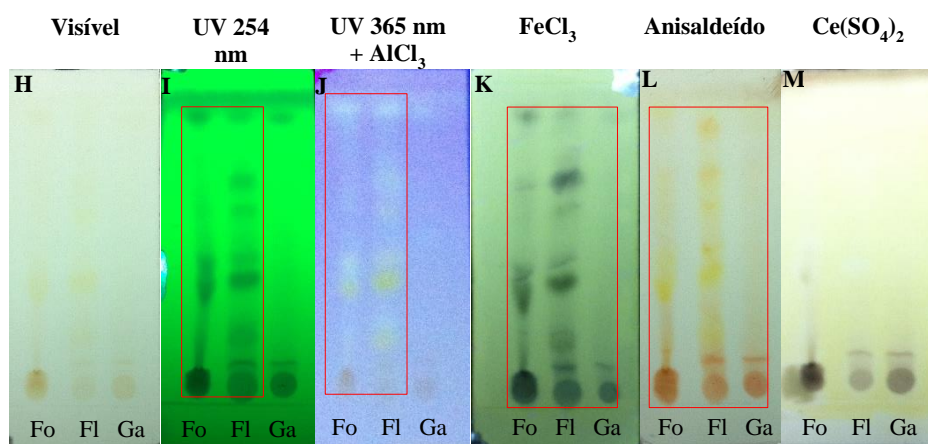 Visível
UV 254
nm
UV 365 nm
+ AlCl₃
FeCl₃
Anisaldeído
Ce(SO₄)₂
H
I
J
K
L
M
Fo Fl Ga
Fo Fl Ga
Fo Fl Ga
Fo Fl Ga
Fo Fl Ga
Fo Fl Ga